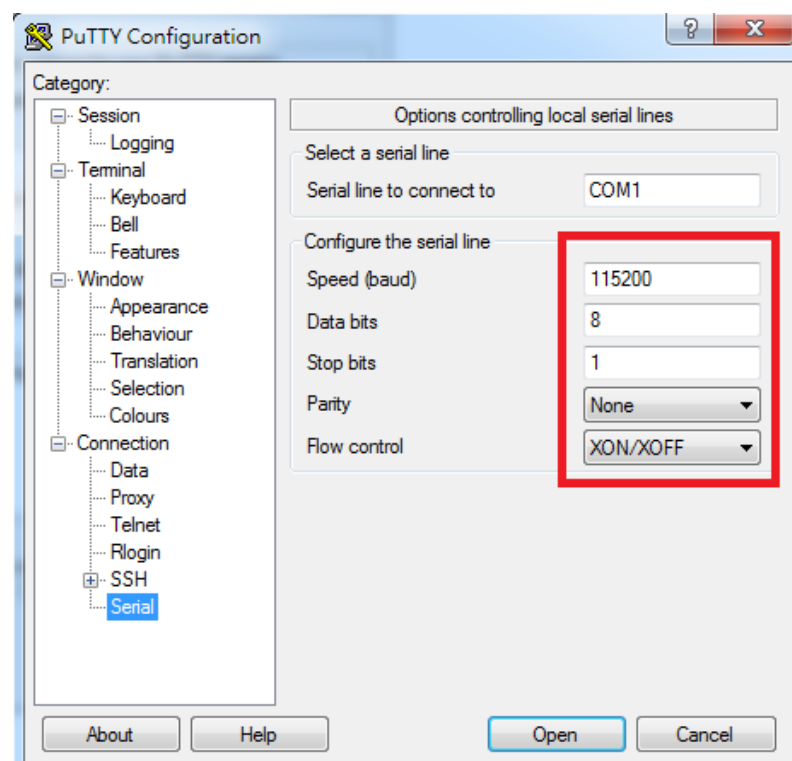 PuTTY Configuration
Category:
Session
Logging
Terminal
Keyboard
Bell
Features
Window
Appearance
Behaviour
Translation
Selection
Colours
Connection
Data
Proxy
Telnet
Rlogin
SSH
Serial
Options controlling local serial lines
Select a serial line
Serial line to connect to COM1
Configure the serial line
Speed (baud) 115200
Data bits 8
Stop bits 1
Parity None
Flow control XON/XOFF
About Help Open Cancel